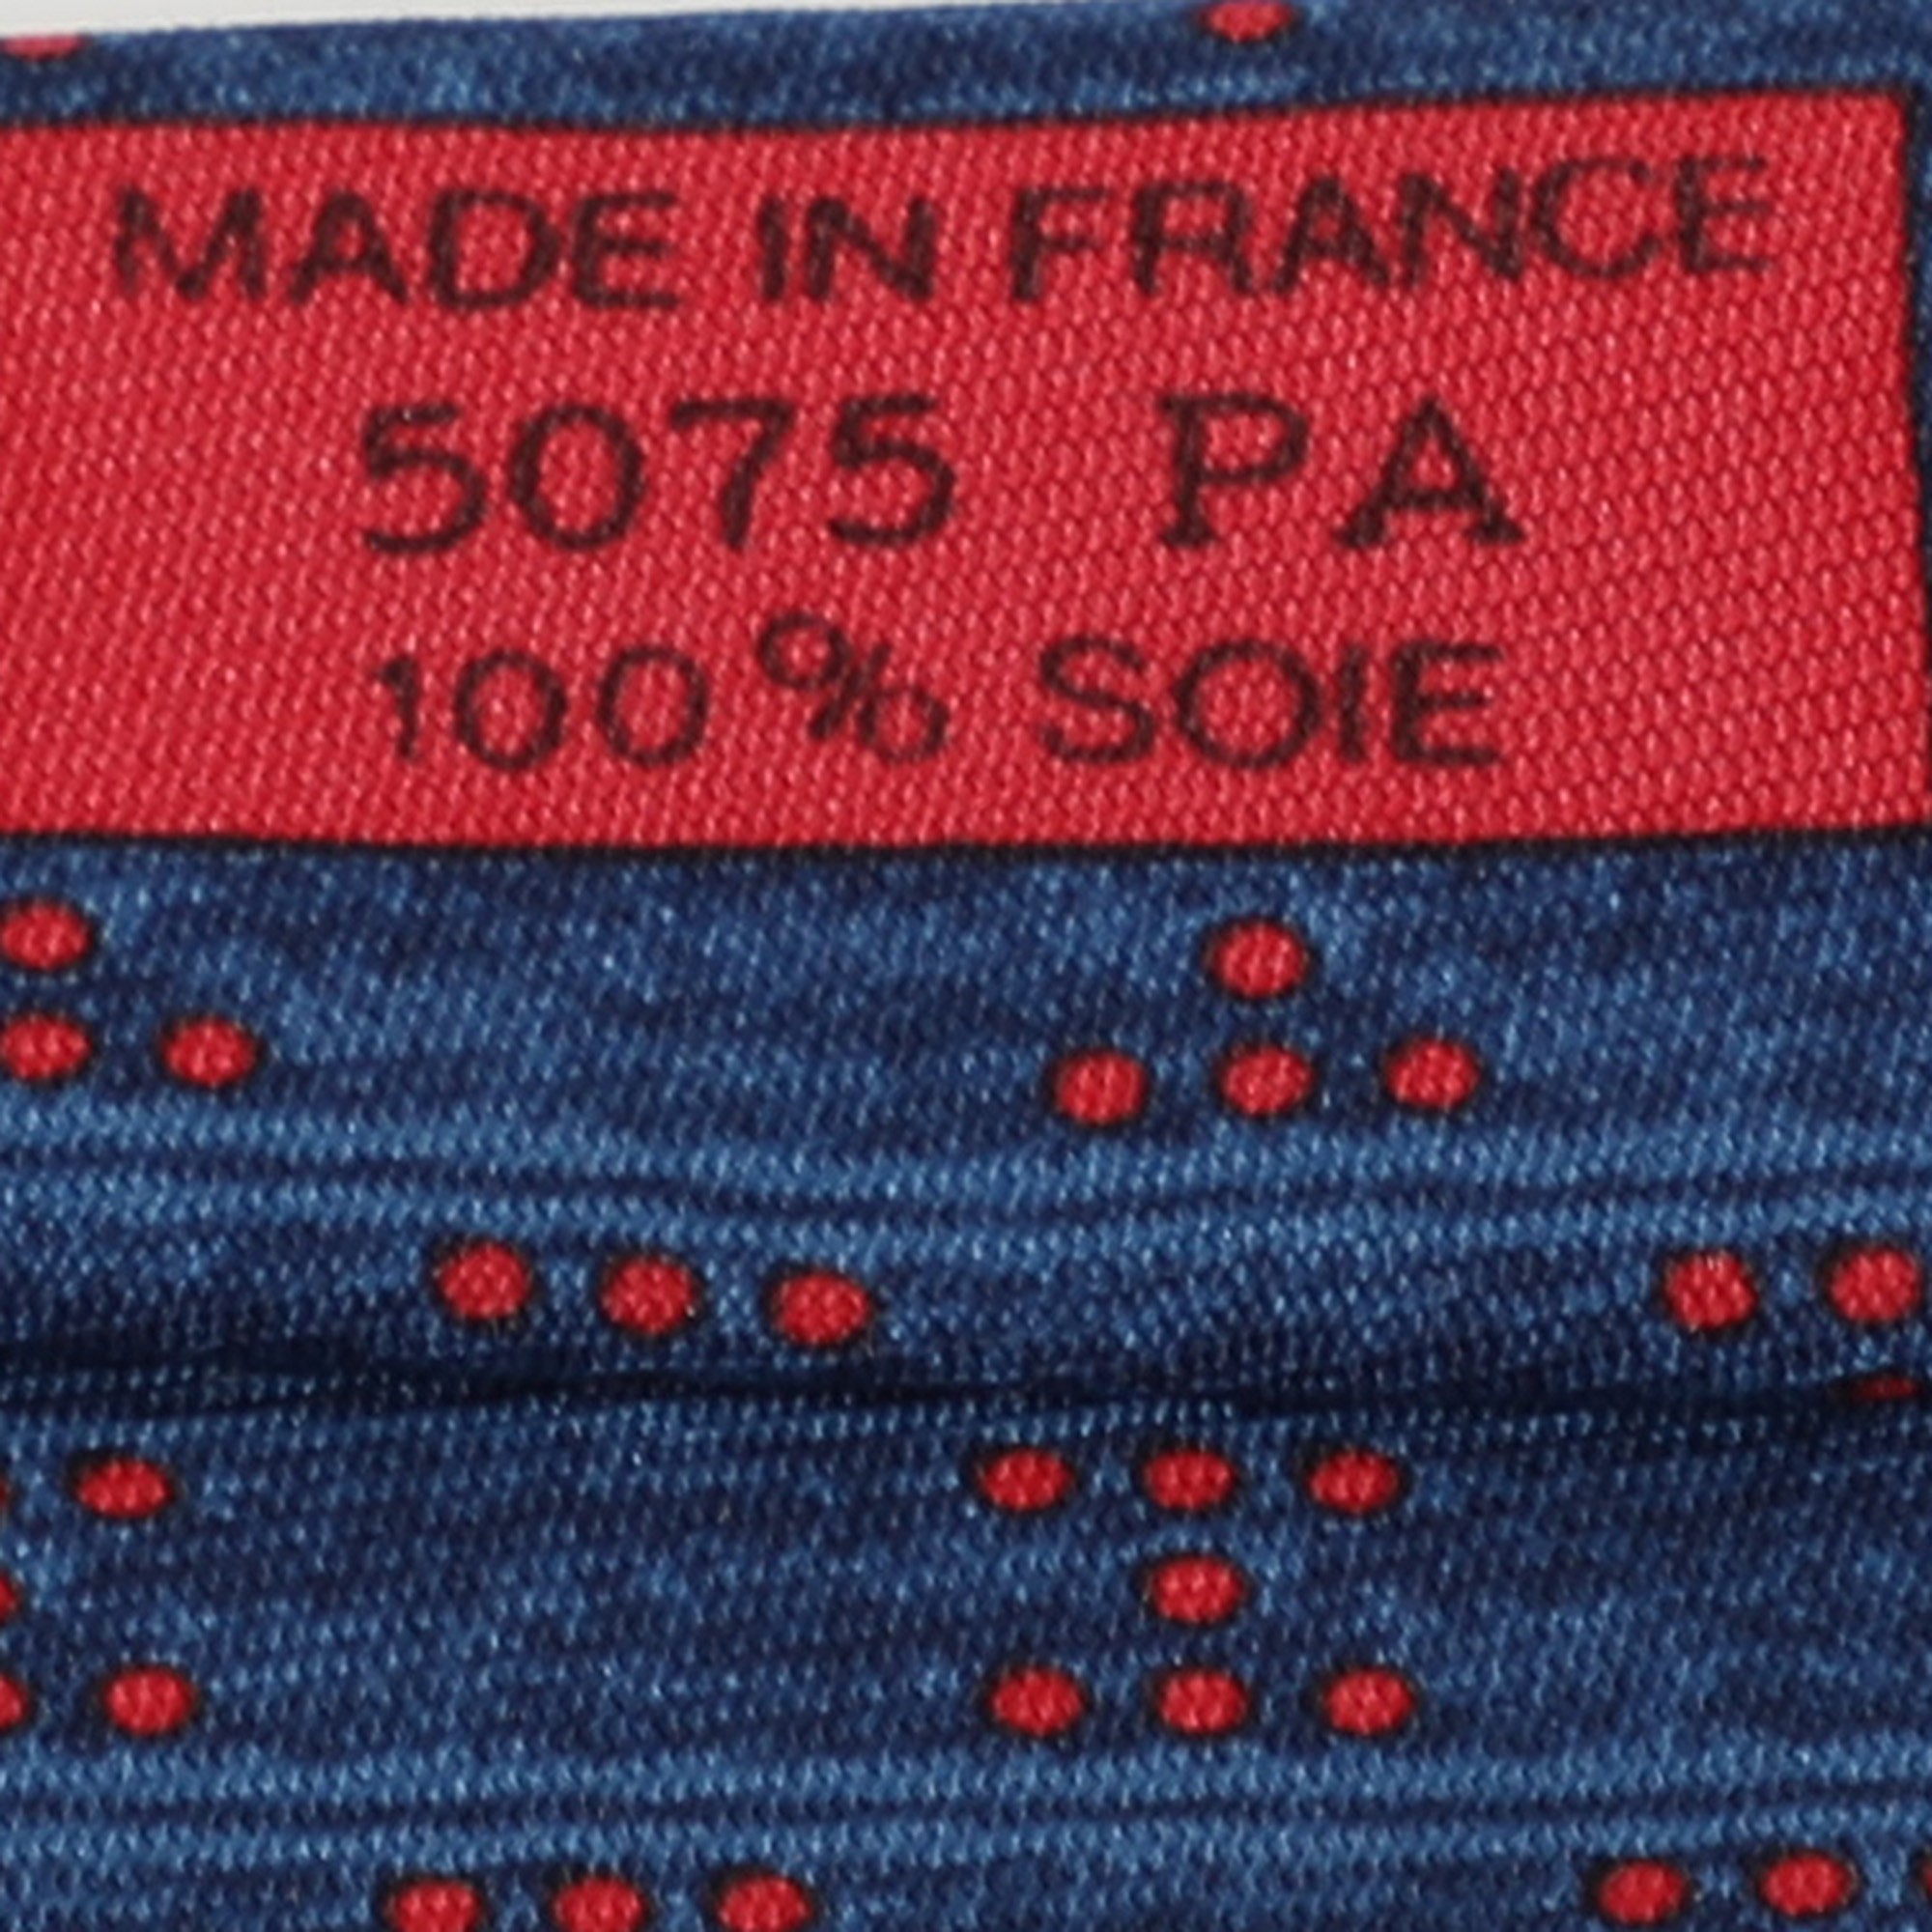 MADE IN FRANCE
5075 PA
100% SOIE